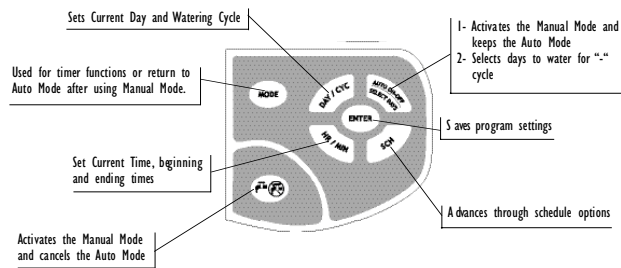 Sets Current Day and Watering Cycle
1- Activates the Manual Mode and
keeps the Auto Mode
2- Selects days to water for "-"
cycle
Used for timer functions or return to
Auto Mode after using Manual Mode.
MODE
DAY / CYC
AUTO ON-OFF
SELECT DAYS
ENTER
S aves program settings
HR / MIN
SCH
Set Current Time, beginning
and ending times
A dvances through schedule options
Activates the Manual Mode
and cancels the Auto Mode